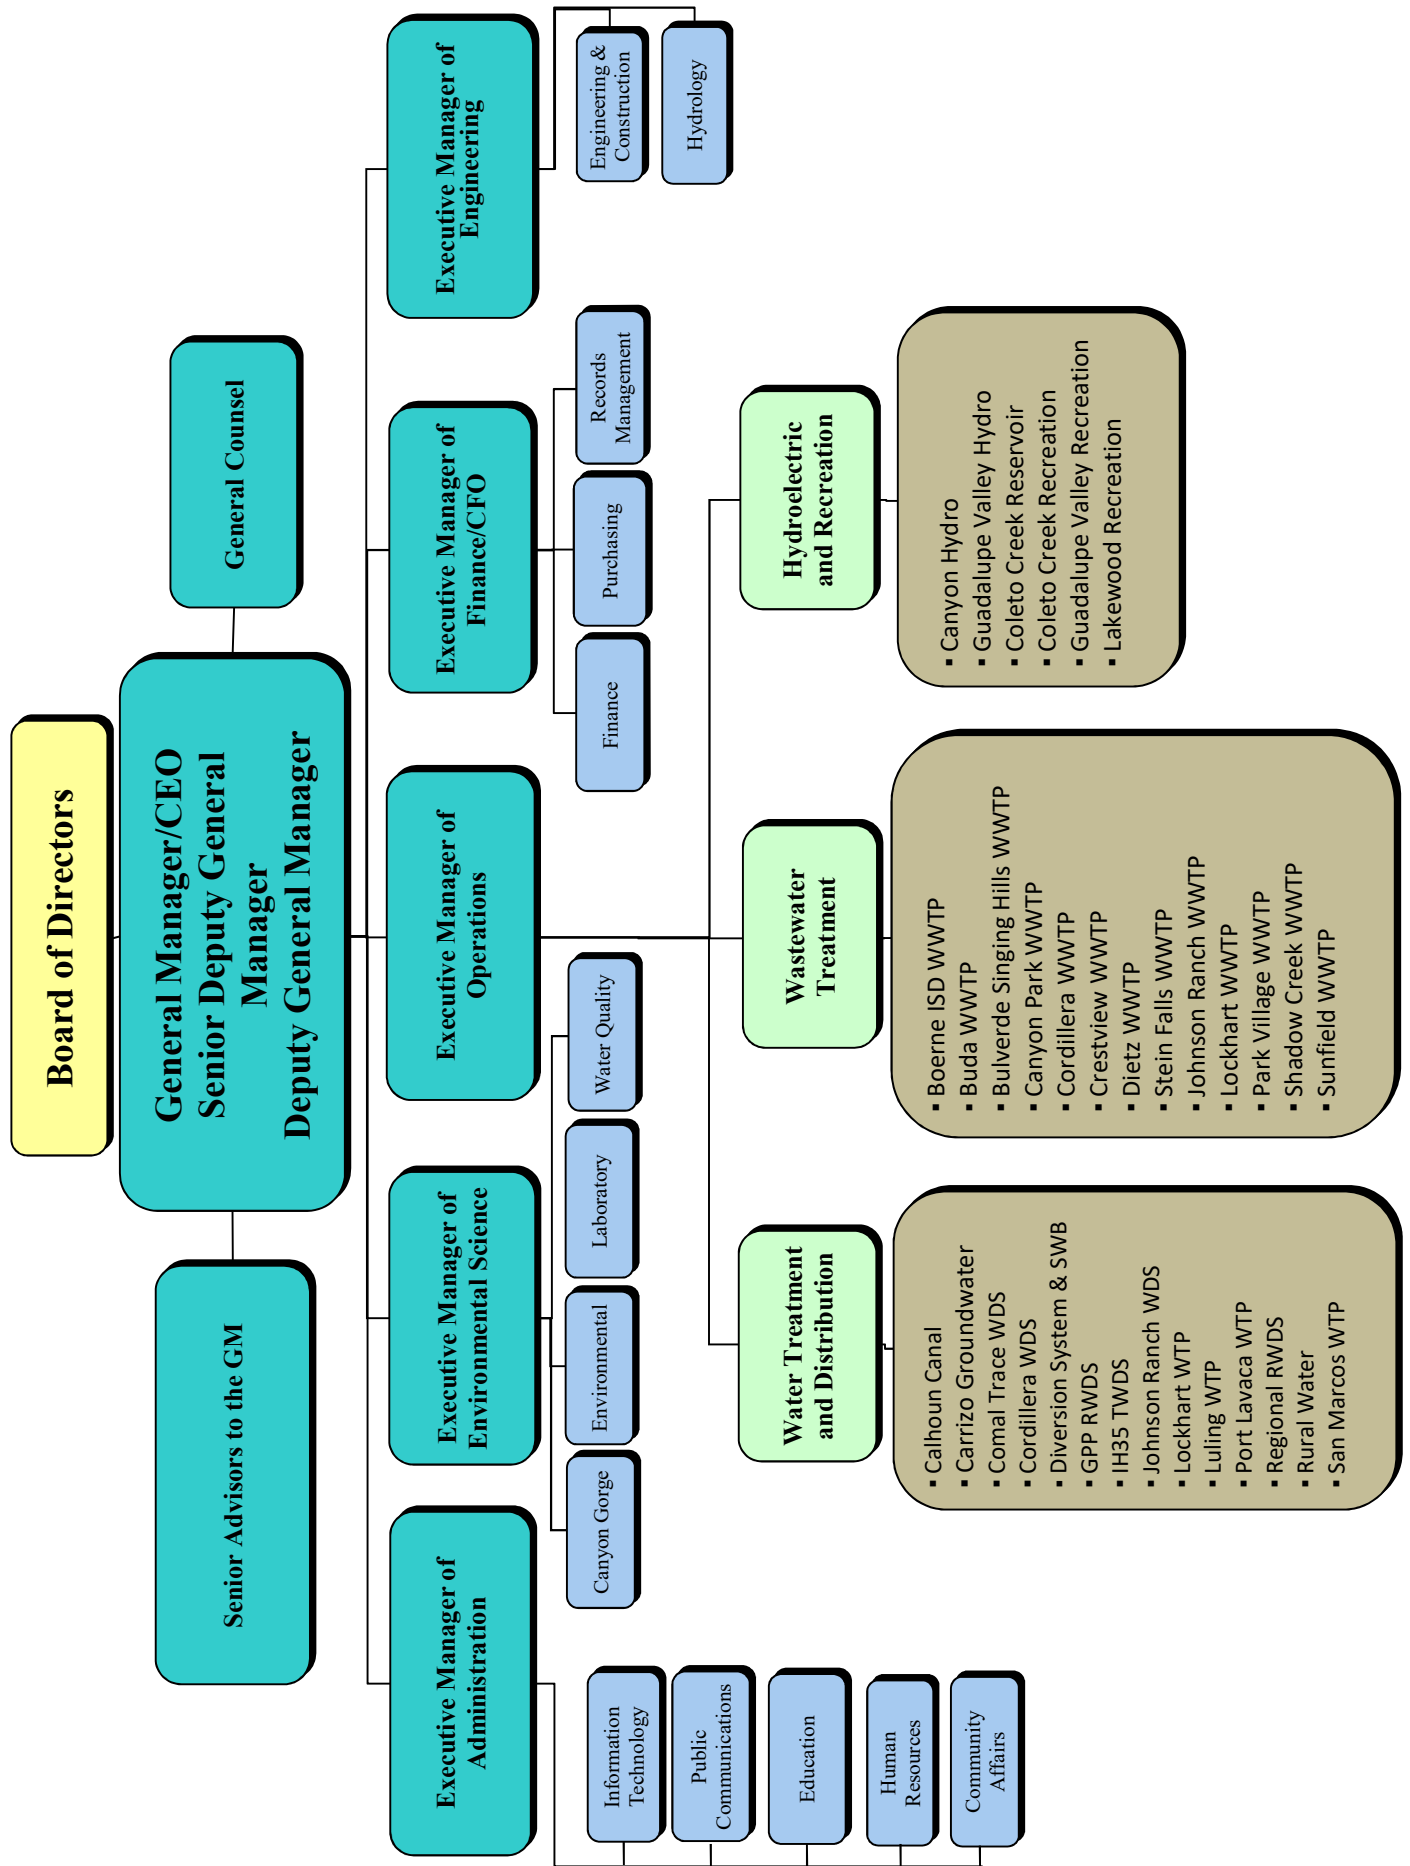 Board of Directors
General Manager/CEO
Senior Deputy General
Manager
Deputy General Manager
Senior Advisors to the GM
General Counsel
Executive Manager of
Administration
Executive Manager of
Environmental Science
Executive Manager of
Operations
Executive Manager of
Finance/CFO
Executive Manager of
Engineering
Information
Technology
Public
Communications
Education
Human
Resources
Community
Affairs
Canyon Gorge
Environmental
Laboratory
Water Quality
Finance
Purchasing
Records
Management
Engineering &
Construction
Hydrology
Water Treatment
and Distribution
▪ Calhoun Canal
▪ Carrizo Groundwater
▪ Comal Trace WDS
▪ Cordillera WDS
▪ Diversion System & SWB
▪ GPP RWDS
▪ IH35 TWDS
▪ Johnson Ranch WDS
▪ Lockhart WTP
▪ Luling WTP
▪ Port Lavaca WTP
▪ Regional RWDS
▪ Rural Water
▪ San Marcos WTP
Wastewater
Treatment
▪ Boerne ISD WWTP
▪ Buda WWTP
▪ Bulverde Singing Hills WWTP
▪ Canyon Park WWTP
▪ Cordillera WWTP
▪ Crestview WWTP
▪ Dietz WWTP
▪ Stein Falls WWTP
▪ Johnson Ranch WWTP
▪ Lockhart WWTP
▪ Park Village WWTP
▪ Shadow Creek WWTP
▪ Sunfield WWTP
Hydroelectric
and Recreation
▪ Canyon Hydro
▪ Guadalupe Valley Hydro
▪ Coleto Creek Reservoir
▪ Coleto Creek Recreation
▪ Guadalupe Valley Recreation
▪ Lakewood Recreation